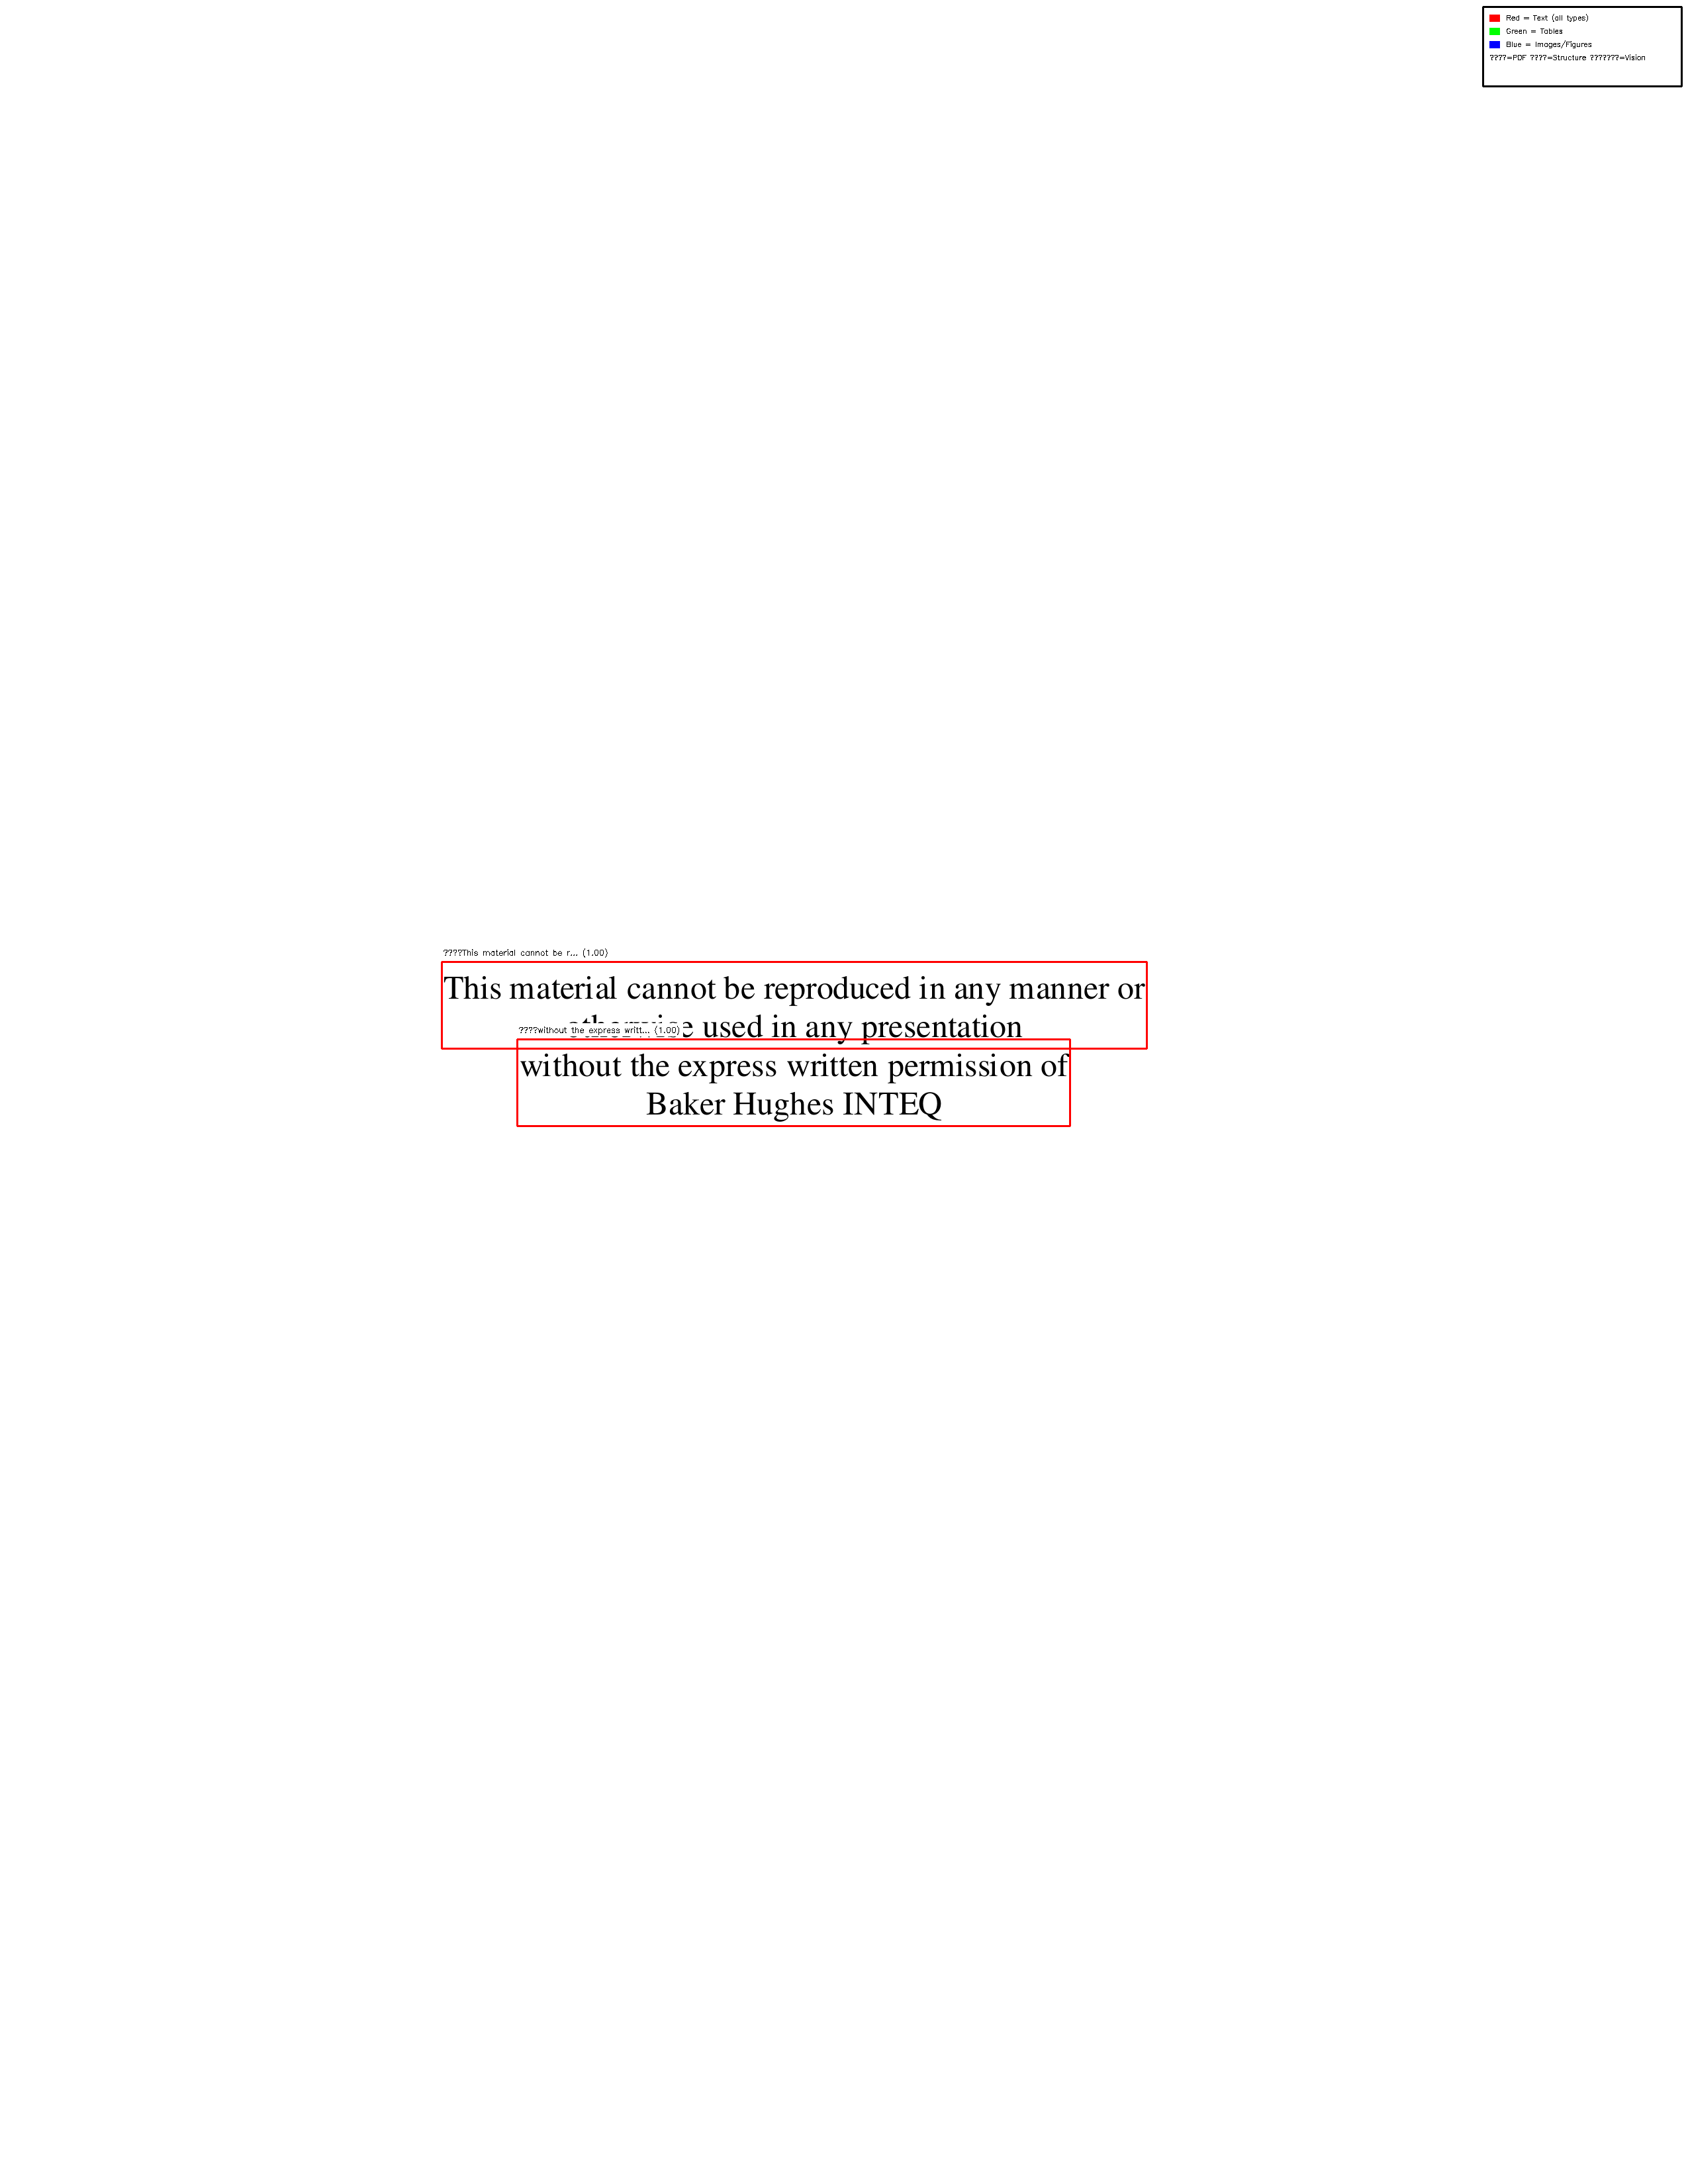 Red = Text (all types)
Green = Tables
Blue = Images/Figures
????=PDF ????=Structure ???????=Vision
????This material cannot be r... (1.00)
This material cannot be reproduced in any manner or
otherwise used in any presentation
????without the express writt... (1.00)
without the express written permission of
Baker Hughes INTEQ